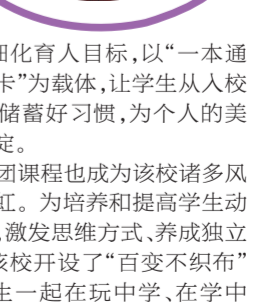 细化育人目标,以“一本通
卡”为载体,让学生从入校
储蓄好习惯,为个人的美
定。
团课程也成为该校诸多风
虹。为培养和提高学生动
,激发思维方式、养成独立
该校开设了“百变不织布”
生一起在玩中学、在学中